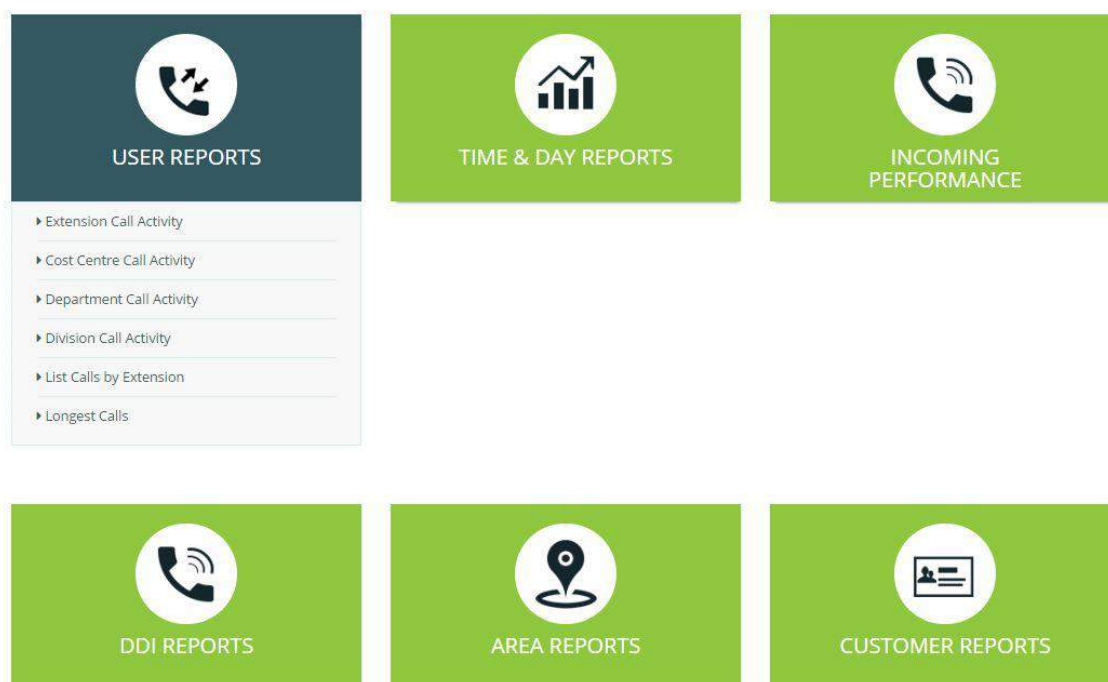 USER REPORTS
TIME & DAY REPORTS
INCOMING
PERFORMANCE
Extension Call Activity
Cost Centre Call Activity
Department Call Activity
Division Call Activity
List Calls by Extension
Longest Calls
DDI REPORTS
AREA REPORTS
CUSTOMER REPORTS